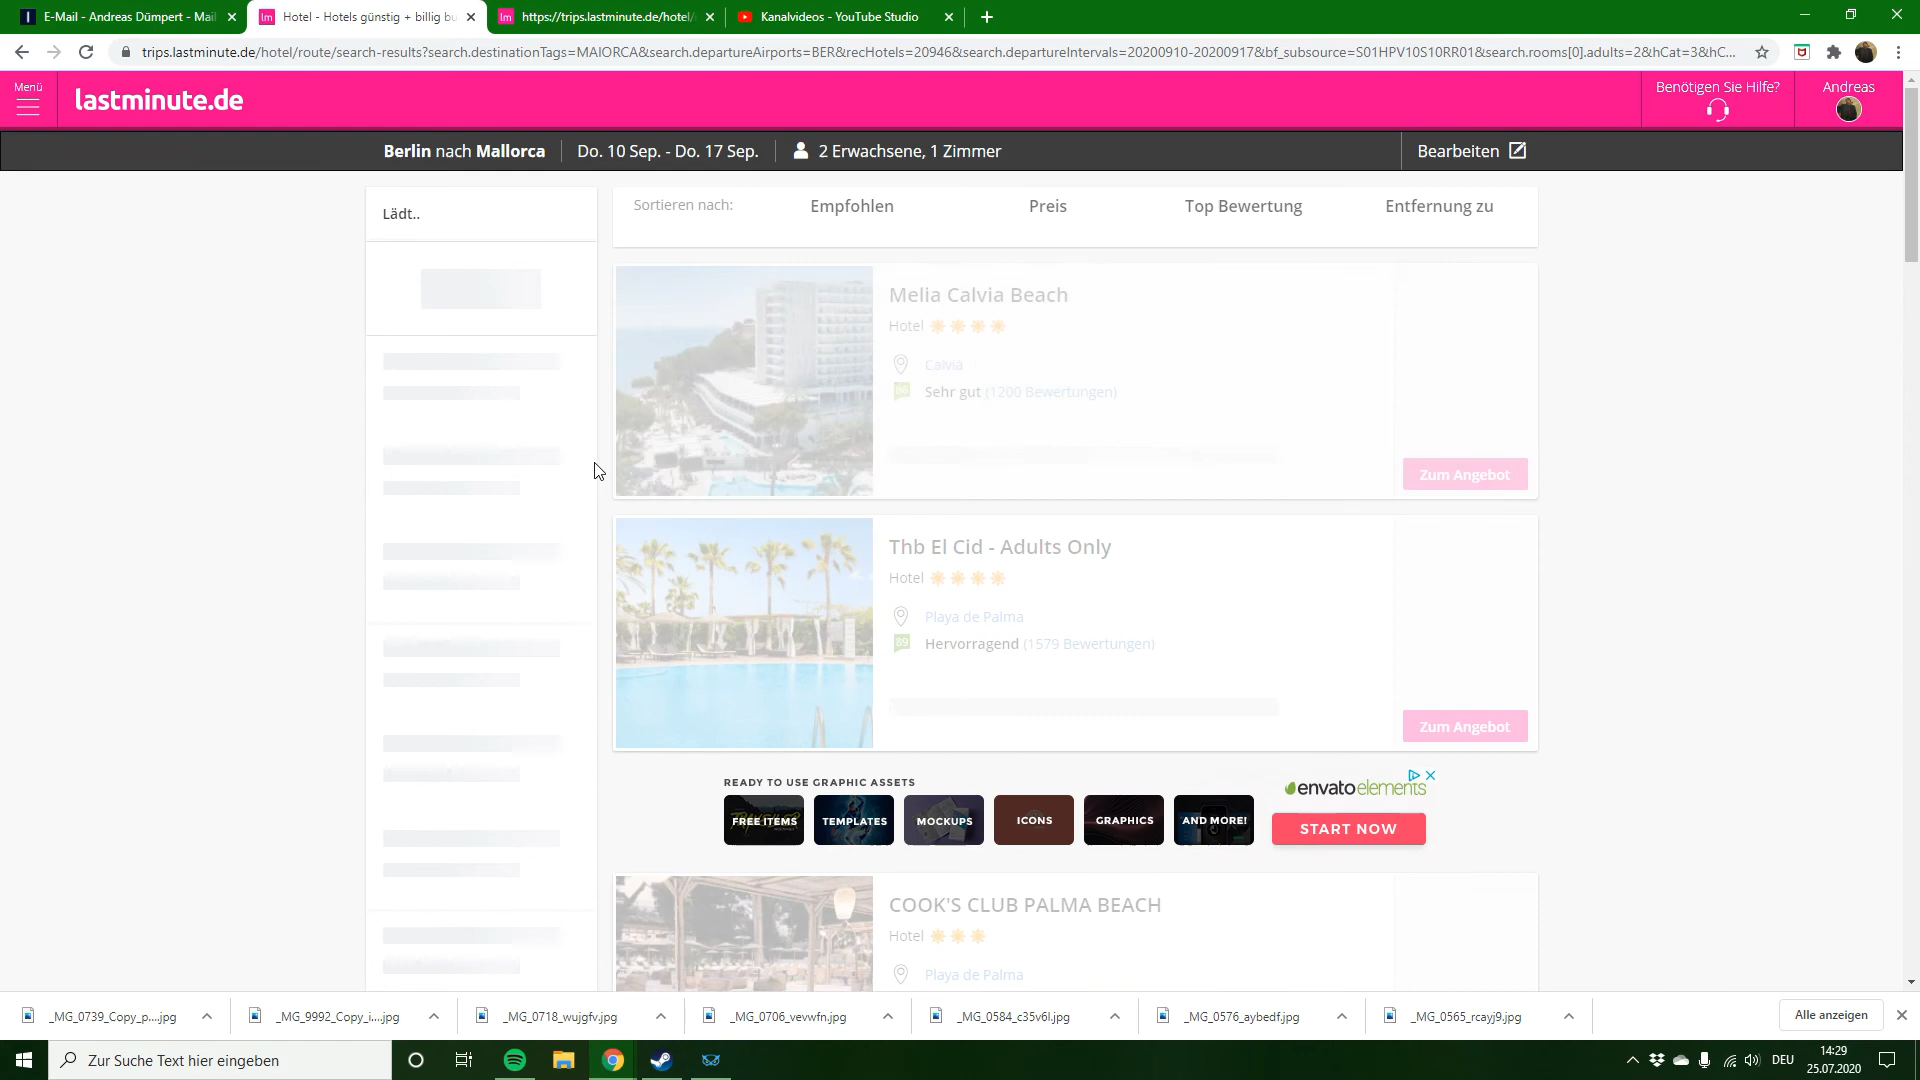 E-Mail - Andreas Dümpert - Mail
Hotel - Hotels günstig + billig bu
https://trips.lastminute.de/hotel/
Kanalvideos - YouTube Studio
trips.lastminute.de/hotel/route/search-results?search.destinationTags=MAIORCA&search.departureAirports=BER&recHotels=20946&search.departureIntervals=20200910-20200917&bf_subsource=S01HPV10S10RR01&search.rooms[0].adults=2&hCat=3&hC...
Menü
lastminute.de
Benötigen Sie Hilfe?
Andreas
Berlin nach Mallorca
Do. 10 Sep. - Do. 17 Sep.
2 Erwachsene, 1 Zimmer
Bearbeiten
Lädt..
Sortieren nach:
Empfohlen
Preis
Top Bewertung
Entfernung zu
Melia Calvia Beach
Hotel
Calvia
Sehr gut (1200 Bewertungen)
Zum Angebot
Thb El Cid - Adults Only
Hotel
Playa de Palma
89
Hervorragend (1579 Bewertungen)
Zum Angebot
READY TO USE GRAPHIC ASSETS
FREE ITEMS
TEMPLATES
MOCKUPS
ICONS
GRAPHICS
AND MORE!
envatoelements
START NOW
COOK'S CLUB PALMA BEACH
Hotel
Playa de Palma
_MG_0739_Copy_p....jpg
_MG_9992_Copy_i....jpg
_MG_0718_wujgfv.jpg
_MG_0706_vevwfn.jpg
_MG_0584_c35v6l.jpg
_MG_0576_aybedf.jpg
_MG_0565_rcayj9.jpg
Alle anzeigen
Zur Suche Text hier eingeben
DEU
14:29
25.07.2020